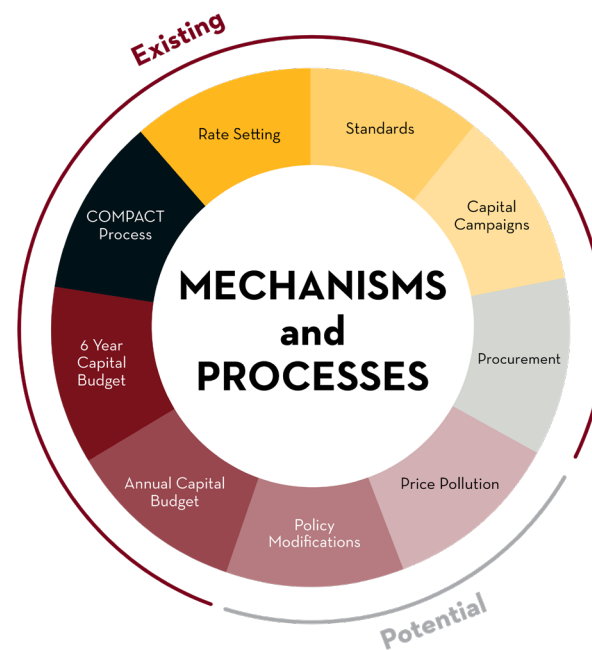 Existing
Rate Setting
Standards
Capital
Campaigns
COMPACT
Process
MECHANISMS
and
PROCESSES
6 Year
Capital
Budget
Procurement
Annual Capital
Budget
Price Pollution
Policy
Modifications
Potential